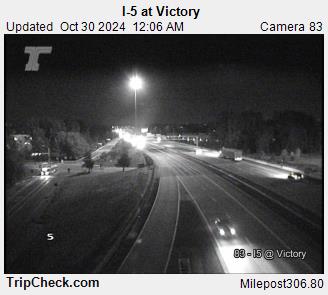 I-5 at Victory
Updated Oct 30 2024 12:06 AM Camera 83
T
5
83 - I5 @ Victory
TripCheck.com Milepost306.80